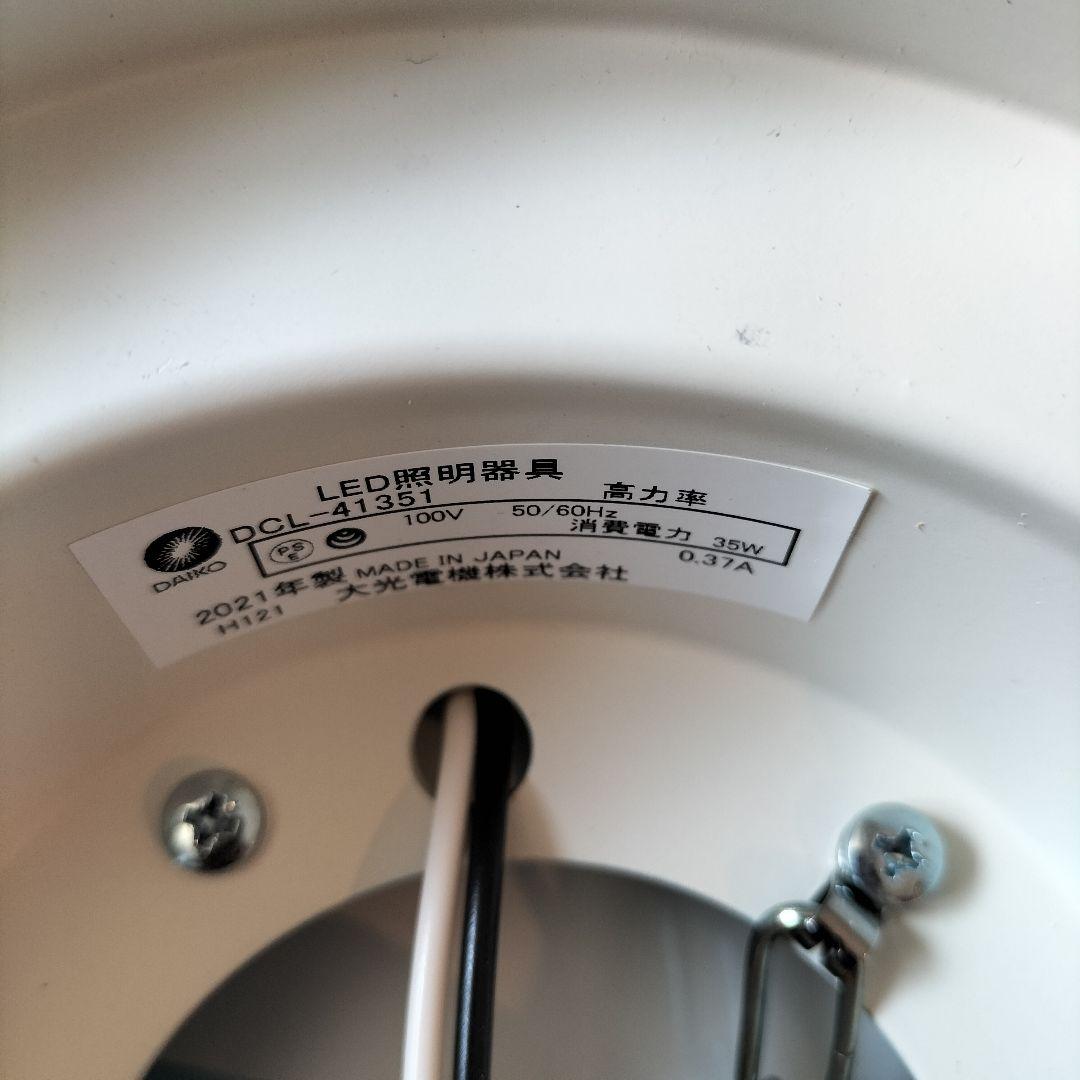 LED照明器具
DCL-41351
高力率
DAIKO
PSE
100V 50/60Hz
消費電力 35W
0.37A
2021年製 MADE IN JAPAN
H121 大光電機株式会社